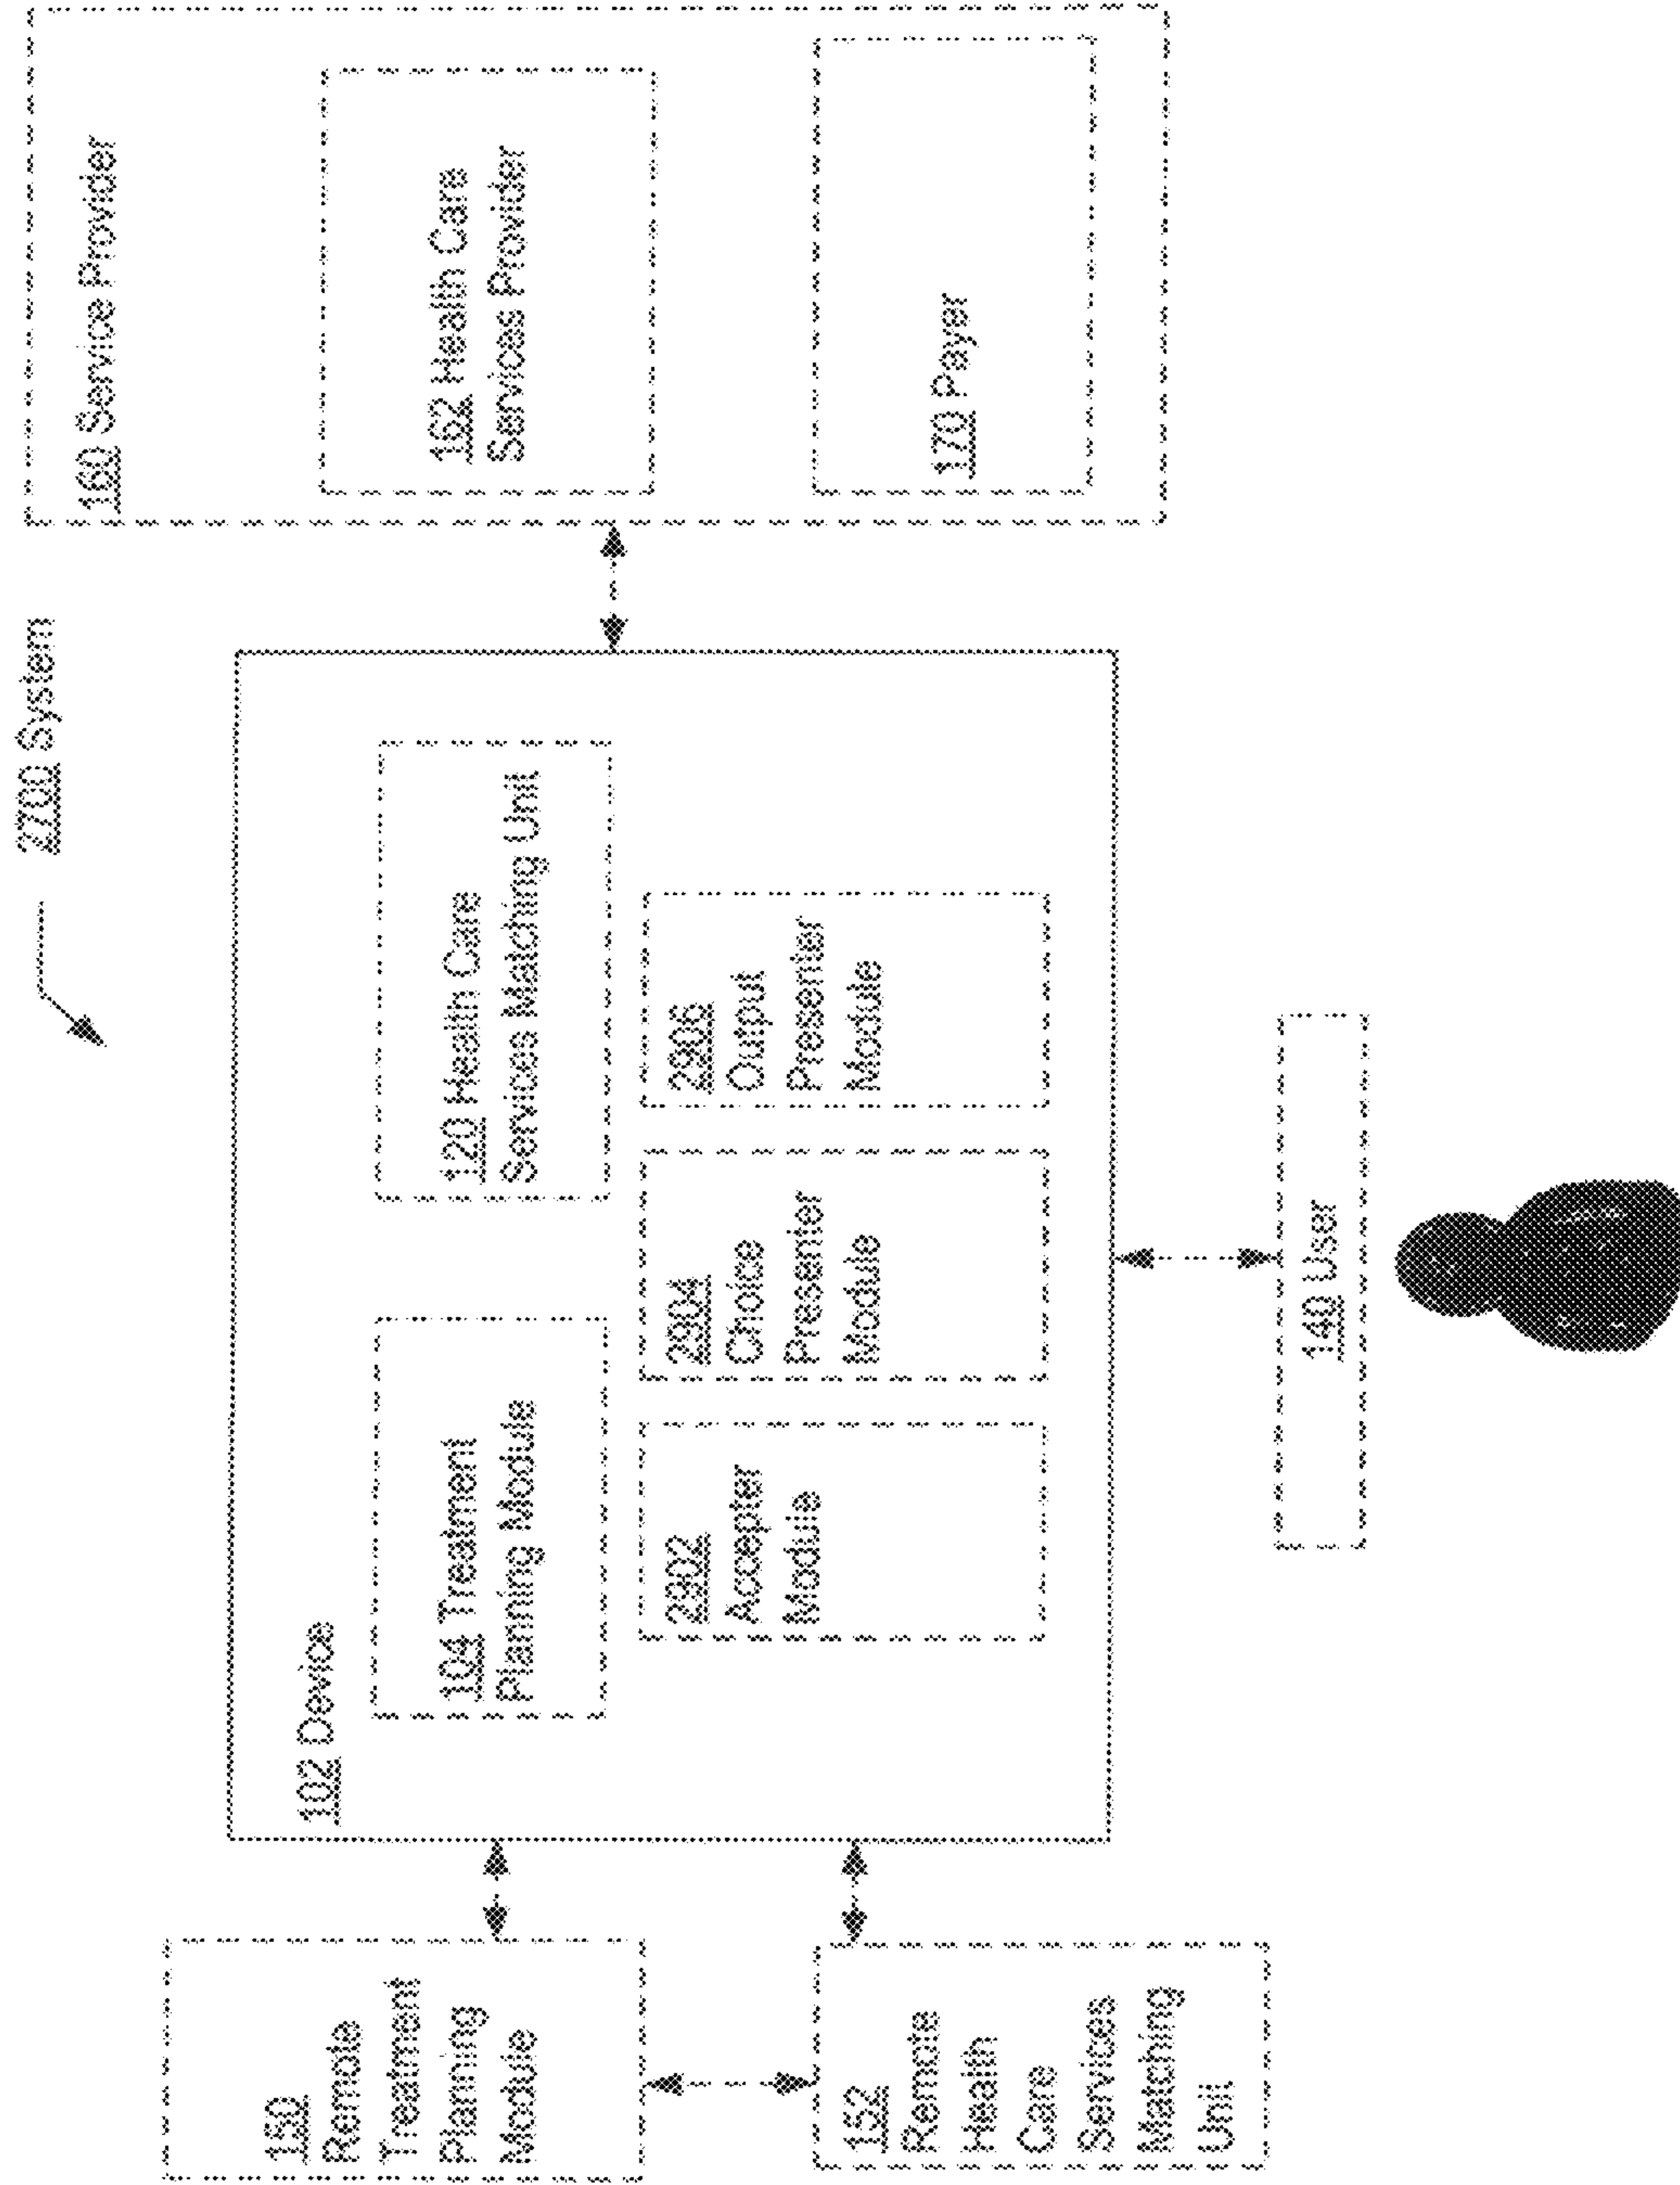 2700 System
150
Remote
Treatment
Planning
Module
152
Remote
Health
Care
Services
Matching
Unit
102 Device
104 Treatment
Planning Module
120 Health Care
Services Matching Unit
2902
Accepter
Module
2904
Choice
Presenter
Module
2906
Output
Presenter
Module
160 Service Provider
162 Health Care
Services Provider
170 Payer
140 User